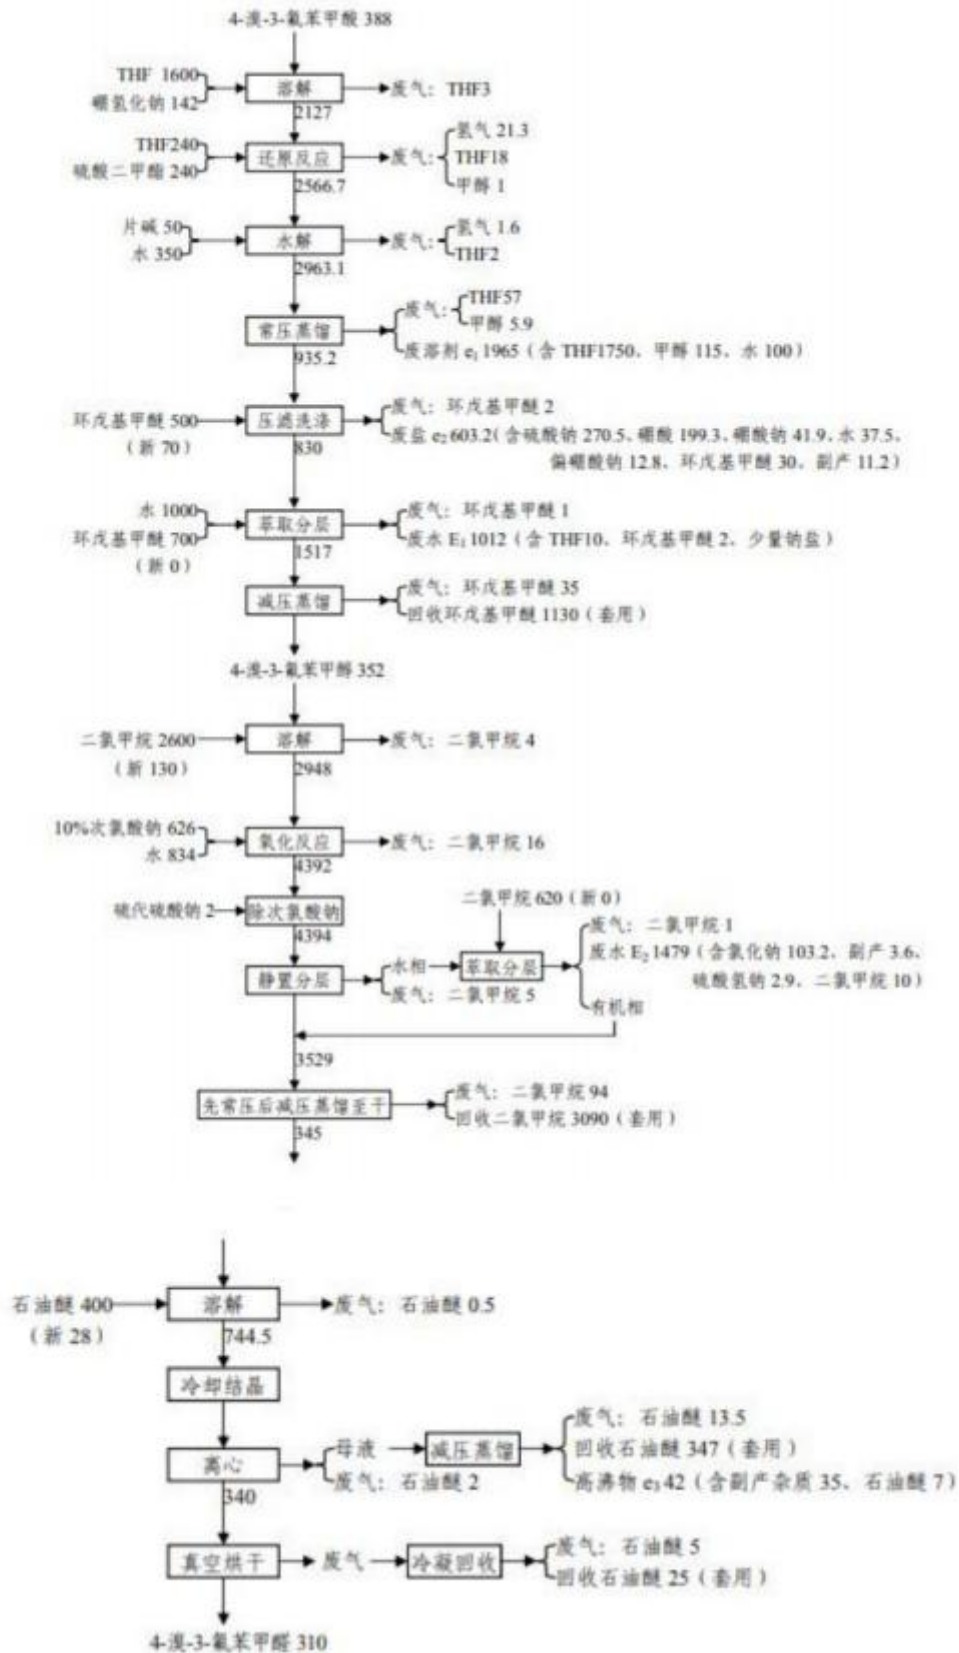 4-溴-3-氟苯甲酸 388
THF 1600
硼氢化钠 142
溶解
废气：THF3
2127
THF240
硫酸二甲酯 240
还原反应
废气：
氢气 21.3
THF18
甲醇 1
2566.7
片碱 50
水 350
水解
废气：
氢气 1.6
THF2
2963.1
常压蒸馏
废气：
THF57
甲醇 5.9
废溶剂 e₁ 1965（含 THF1750、甲醇 115、水 100）
935.2
环戊基甲醚 500
（新 70）
压滤洗涤
废气：环戊基甲醚 2
废盐 e₂ 603.2（含硫酸钠 270.5、硼酸 199.3、硼酸钠 41.9、水 37.5、
偏硼酸钠 12.8、环戊基甲醚 30、副产 11.2）
830
水 1000
环戊基甲醚 700
（新 0）
萃取分层
废气：环戊基甲醚 1
废水 E₁ 1012（含 THF10、环戊基甲醚 2、少量钠盐）
1517
减压蒸馏
废气：环戊基甲醚 35
回收环戊基甲醚 1130（套用）
4-溴-3-氟苯甲醇 352
二氯甲烷 2600
（新 130）
溶解
废气：二氯甲烷 4
2948
10%次氯酸钠 626
水 834
氧化反应
废气：二氯甲烷 16
4392
硫代硫酸钠 2
除次氯酸钠
4394
二氯甲烷 620（新 0）
静置分层
水相
废气：二氯甲烷 5
萃取分层
废气：二氯甲烷 1
废水 E₂ 1479（含氯化钠 103.2、副产 3.6、
硫酸氢钠 2.9、二氯甲烷 10）
有机相
3529
先常压后减压蒸馏至干
废气：二氯甲烷 94
回收二氯甲烷 3090（套用）
345
石油醚 400
（新 28）
溶解
废气：石油醚 0.5
744.5
冷却结晶
离心
母液
废气：石油醚 2
减压蒸馏
废气：石油醚 13.5
回收石油醚 347（套用）
高沸物 e₃ 42（含副产杂质 35、石油醚 7）
340
真空烘干
废气
冷凝回收
废气：石油醚 5
回收石油醚 25（套用）
4-溴-3-氟苯甲醛 310